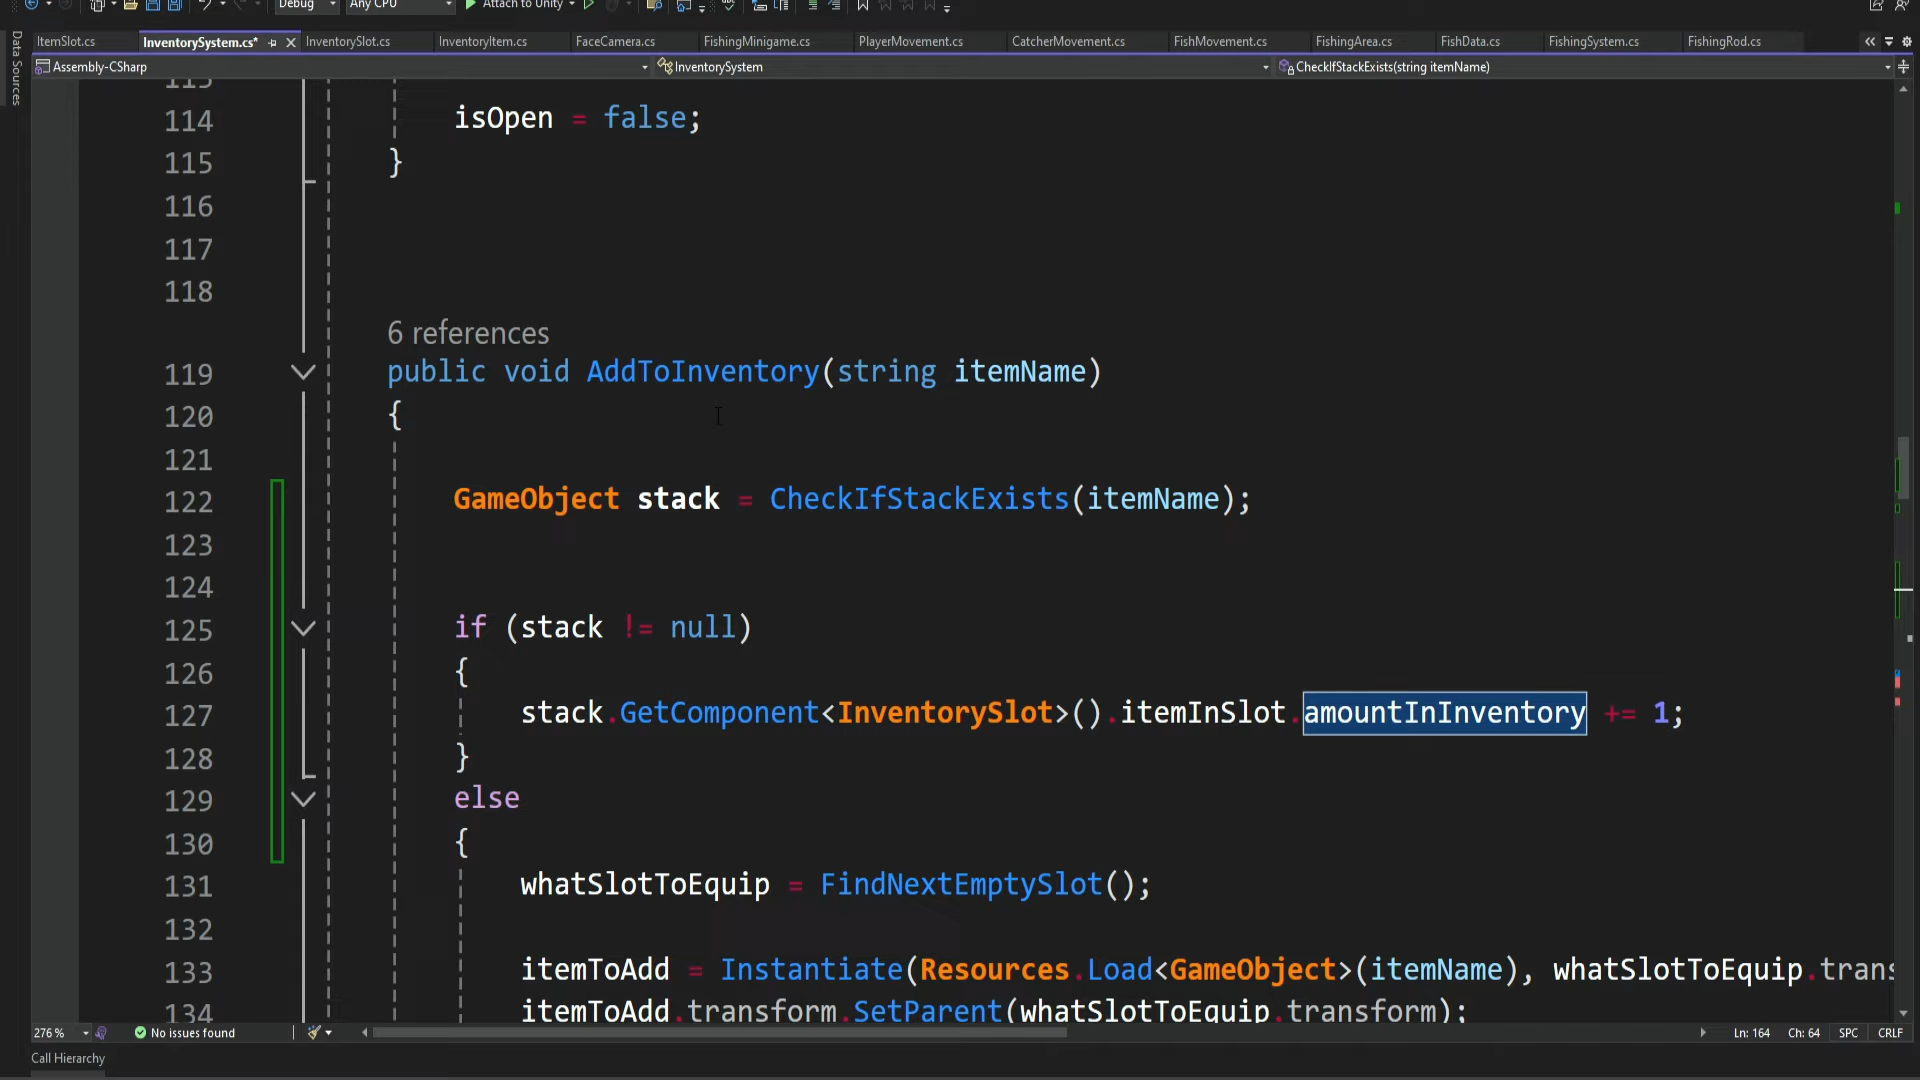 Debug Any CPU Attach to Unity
ItemSlot.cs InventorySystem.cs* InventorySlot.cs InventoryItem.cs FaceCamera.cs FishingMinigame.cs PlayerMovement.cs CatcherMovement.cs FishMovement.cs FishingArea.cs FishData.cs FishingSystem.cs FishingRod.cs
Data Sources
Assembly-CSharp InventorySystem CheckIfStackExists(string itemName)
113
114 isOpen = false;
115 }
116
117
118
6 references
119 public void AddToInventory(string itemName)
120 {
121
122 GameObject stack = CheckIfStackExists(itemName);
123
124
125 if (stack != null)
126 {
127 stack.GetComponent<InventorySlot>().itemInSlot.amountInInventory += 1;
128 }
129 else
130 {
131 whatSlotToEquip = FindNextEmptySlot();
132
133 itemToAdd = Instantiate(Resources.Load<GameObject>(itemName), whatSlotToEquip.trans
134 itemToAdd.transform.SetParent(whatSlotToEquip.transform);
276 % No issues found Ln: 164 Ch: 64 SPC CRLF
Call Hierarchy